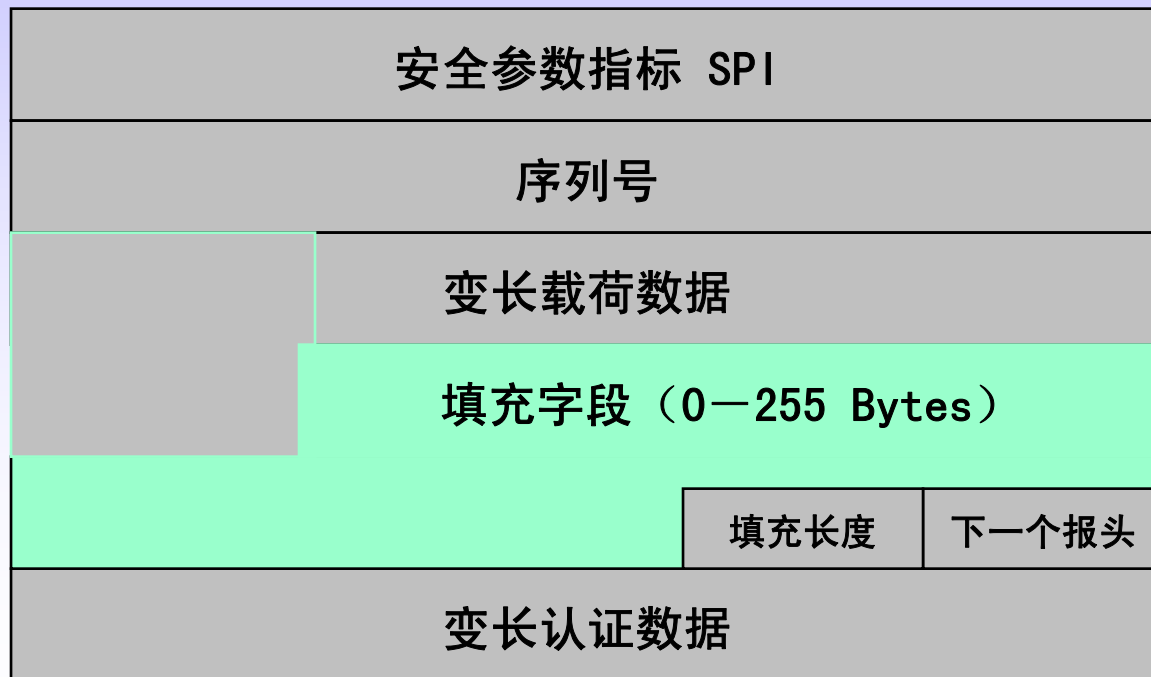 安全参数指标 SPI
序列号
变长载荷数据
填充字段（0－255 Bytes）
填充长度 下一个报头
变长认证数据